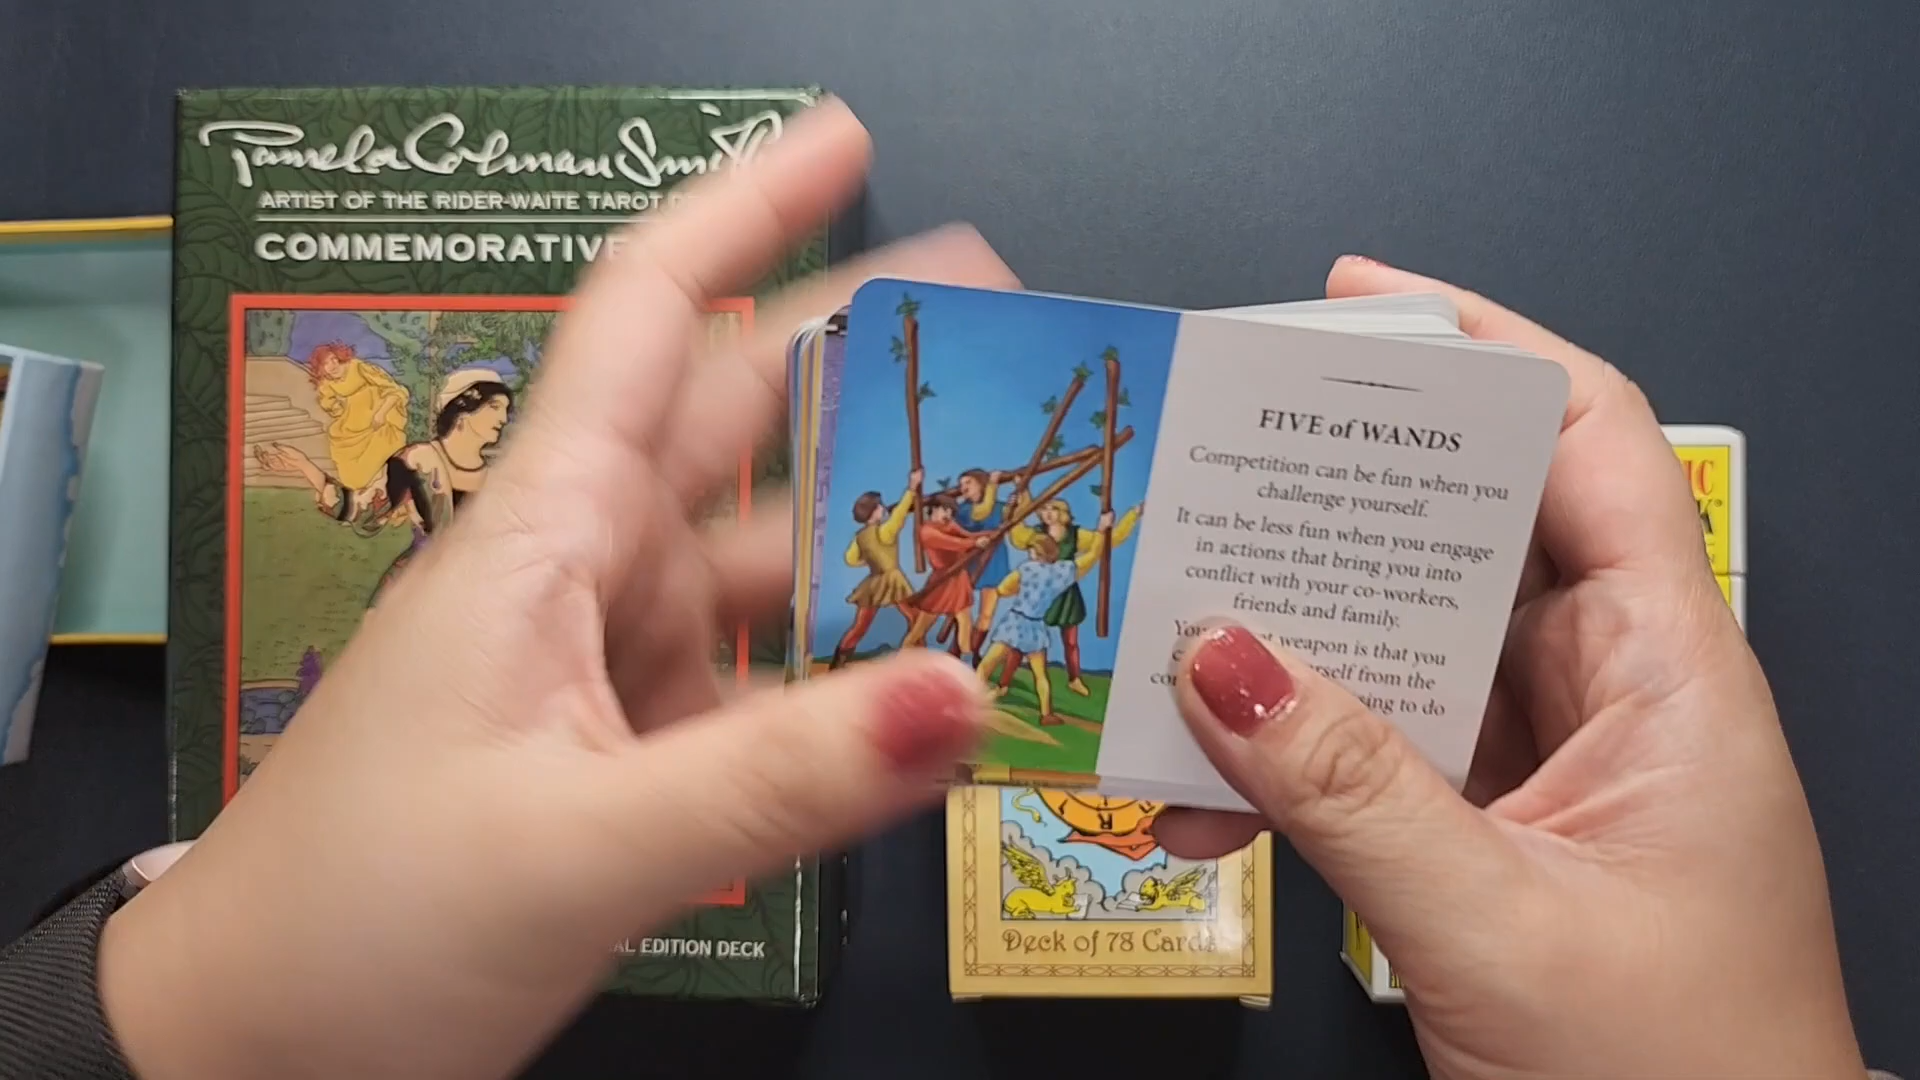 Pamela Colman Smith
ARTIST OF THE RIDER-WAITE TAROT
COMMEMORATIVE
FIVE of WANDS
Competition can be fun when you
challenge yourself.
It can be less fun when you engage
in actions that bring you into
conflict with your co-workers,
friends and family.
weapon is that you
from the
to do
EDITION DECK
Deck of 78 Cards